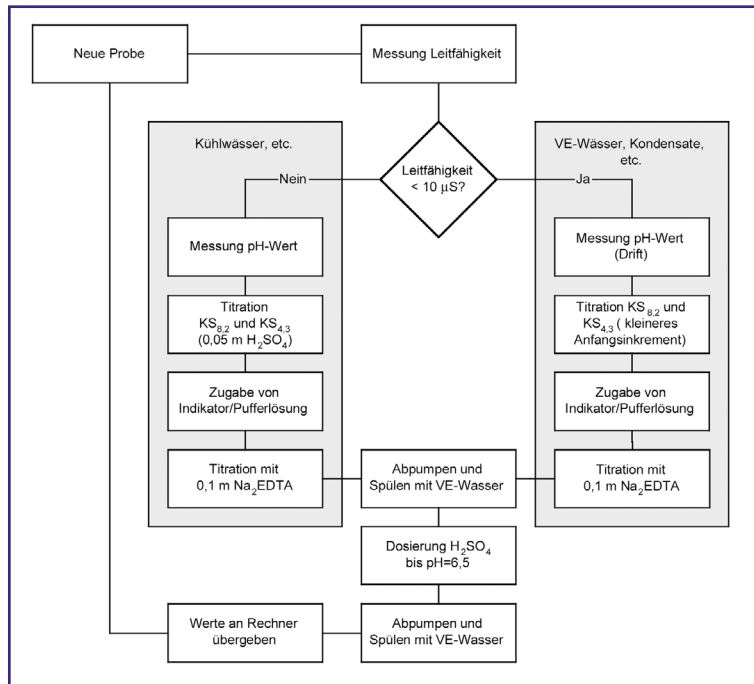 Neue Probe
Messung Leitfähigkeit
Kühlwässer, etc.
VE-Wässer, Kondensate,
etc.
Leitfähigkeit
< 10 µS?
Nein
Ja
Messung pH-Wert
Titration
KS8,2 und KS4,3
(0,05 m H2SO4)
Zugabe von
Indikator/Pufferlösung
Titration mit
0,1 m Na2EDTA
Messung pH-Wert
(Drift)
Titration KS8,2 und
KS4,3 ( kleineres
Anfangsinkrement)
Zugabe von
Indikator/Pufferlösung
Titration mit
0,1 m Na2EDTA
Abpumpen und
Spülen mit VE-Wasser
Dosierung H2SO4
bis pH=6,5
Abpumpen und
Spülen mit VE-Wasser
Werte an Rechner
übergeben